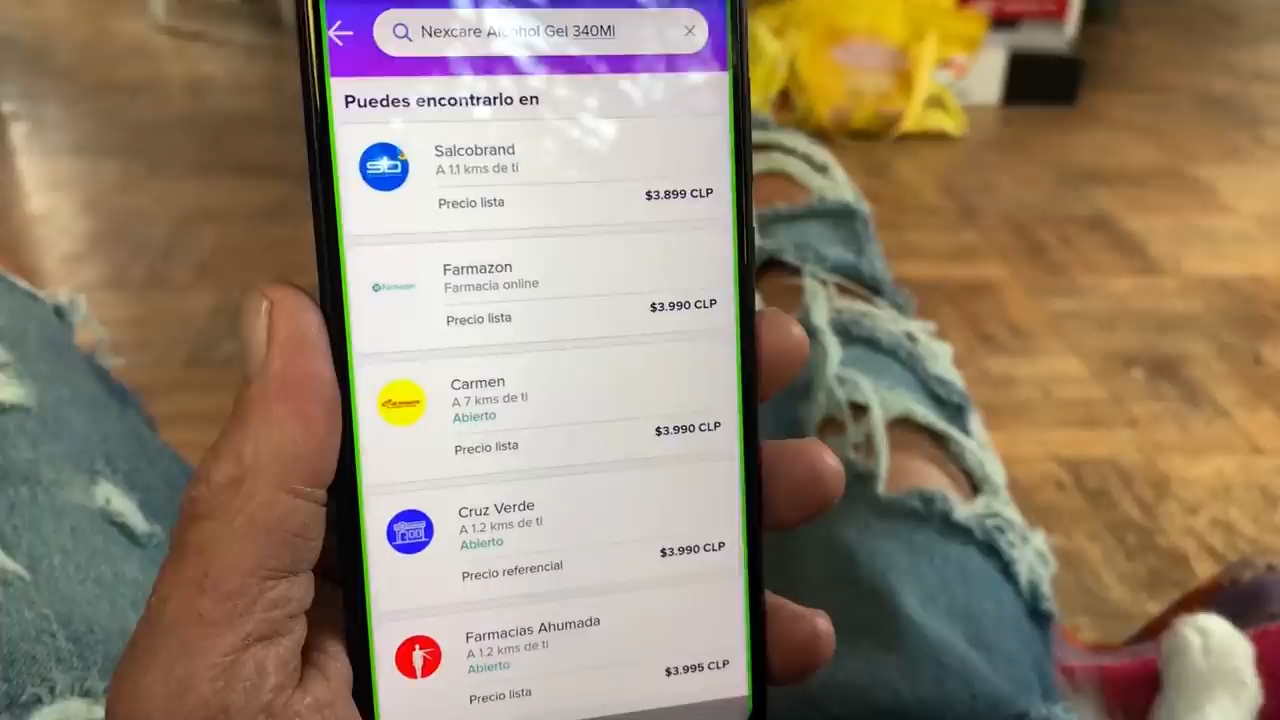 Nexcare Alcohol Gel 340Ml
Puedes encontrarlo en
SB
Salcobrand
A 1.1 kms de ti
Precio lista
$3.899 CLP
Farmazon
Farmazon
Farmacia online
Precio lista
$3.990 CLP
Carmen
A 7 kms de ti
Abierto
Precio lista
$3.990 CLP
Cruz Verde
A 1.2 kms de ti
Abierto
Precio referencial
$3.990 CLP
Farmacias Ahumada
A 1.2 kms de ti
Abierto
Precio lista
$3.995 CLP